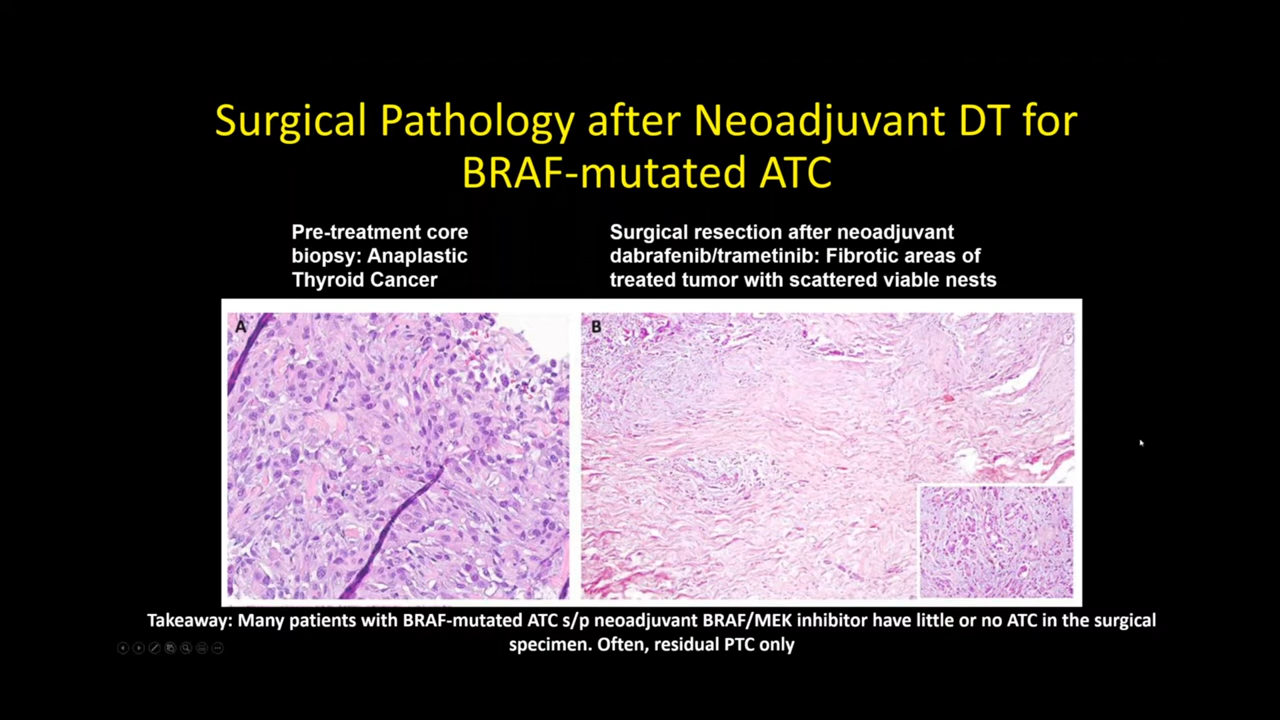 Surgical Pathology after Neoadjuvant DT for
BRAF-mutated ATC
Pre-treatment core
biopsy: Anaplastic
Thyroid Cancer
Surgical resection after neoadjuvant
dabrafenib/trametinib: Fibrotic areas of
treated tumor with scattered viable nests
A
B
Takeaway: Many patients with BRAF-mutated ATC s/p neoadjuvant BRAF/MEK inhibitor have little or no ATC in the surgical
specimen. Often, residual PTC only